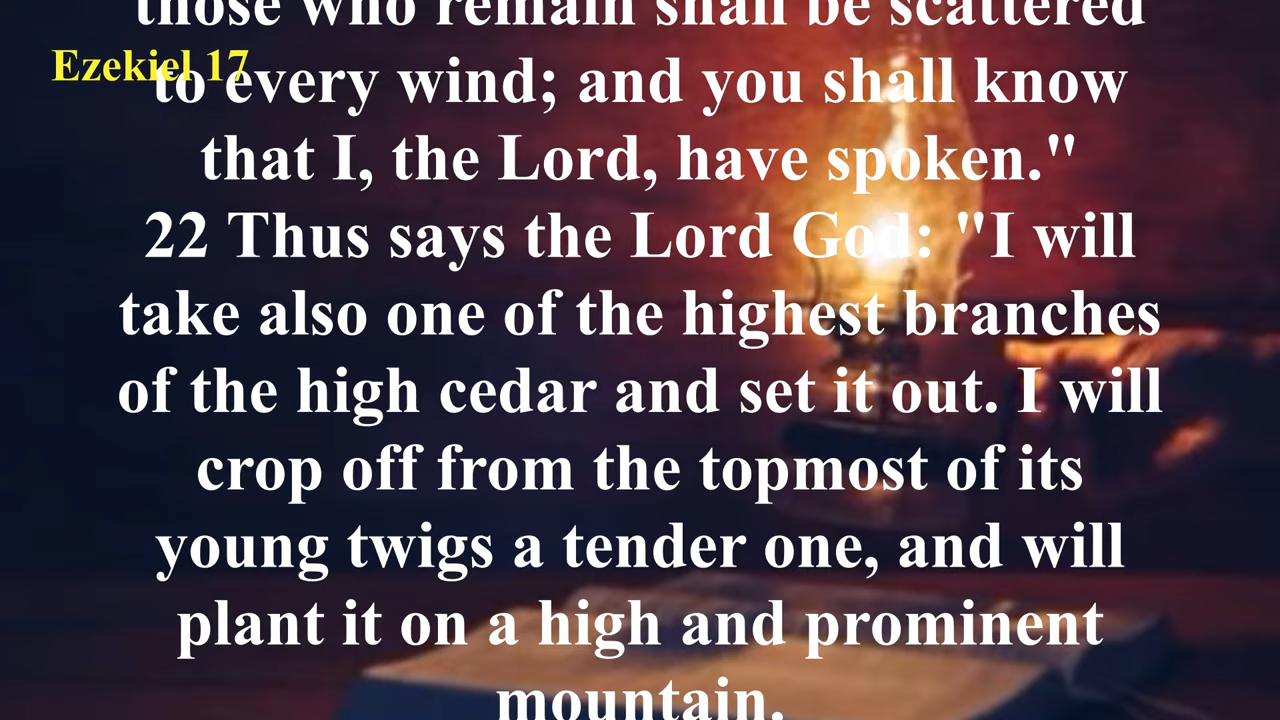 those who remain shall be scattered
Ezekiel 17
to every wind; and you shall know
that I, the Lord, have spoken."
22 Thus says the Lord God: "I will
take also one of the highest branches
of the high cedar and set it out. I will
crop off from the topmost of its
young twigs a tender one, and will
plant it on a high and prominent
mountain.